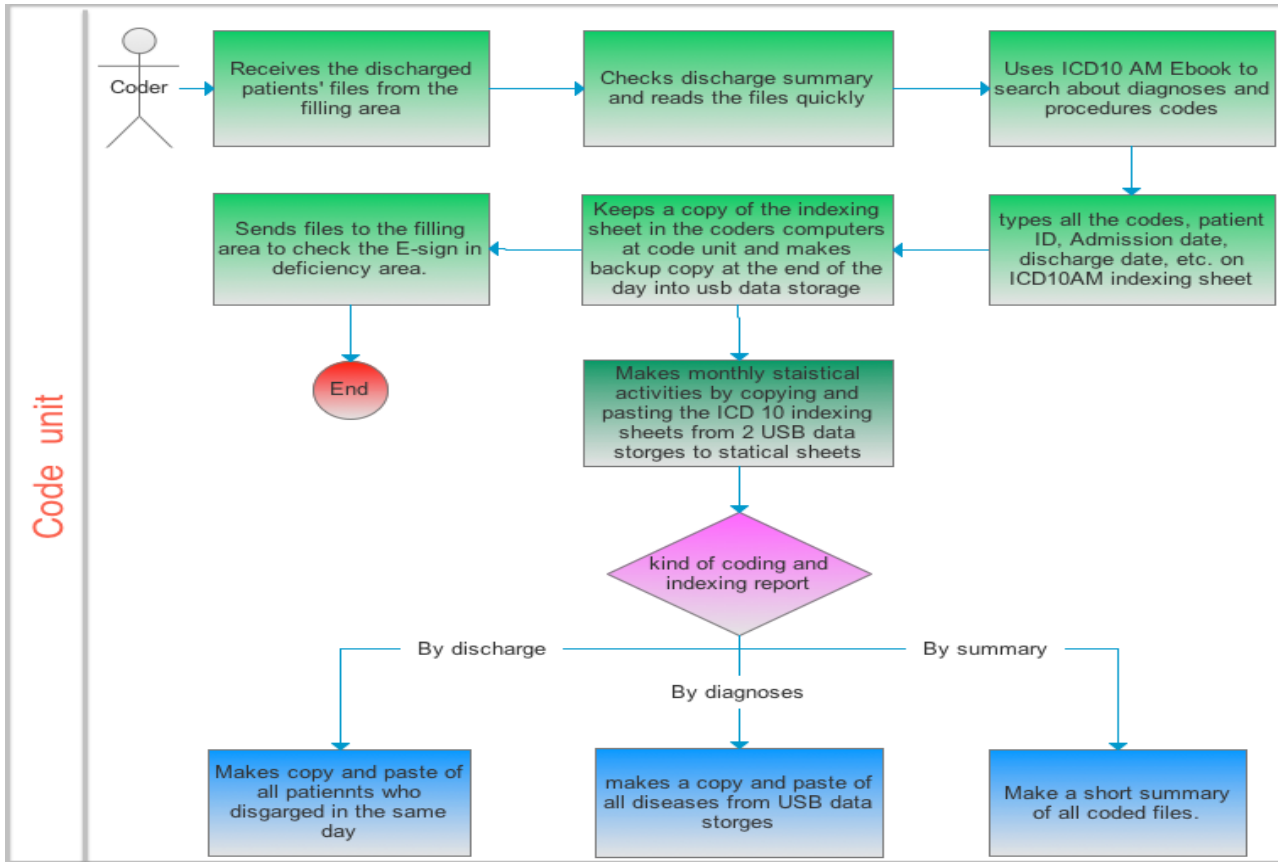 Code unit
Coder
Receives the discharged
patients' files from the
filling area
Checks discharge summary
and reads the files quickly
Uses ICD10 AM Ebook to
search about diagnoses and
procedures codes
Sends files to the filling
area to check the E-sign in
deficiency area.
Keeps a copy of the indexing
sheet in the coders computers
at code unit and makes
backup copy at the end of the
day into usb data storage
types all the codes, patient
ID, Admission date,
discharge date, etc. on
ICD10AM indexing sheet
End
Makes monthly staistical
activities by copying and
pasting the ICD 10 indexing
sheets from 2 USB data
storges to statical sheets
kind of coding and
indexing report
By discharge
By diagnoses
By summary
Makes copy and paste of
all patiennts who
disgarged in the same
day
makes a copy and paste of
all diseases from USB data
storges
Make a short summary
of all coded files.